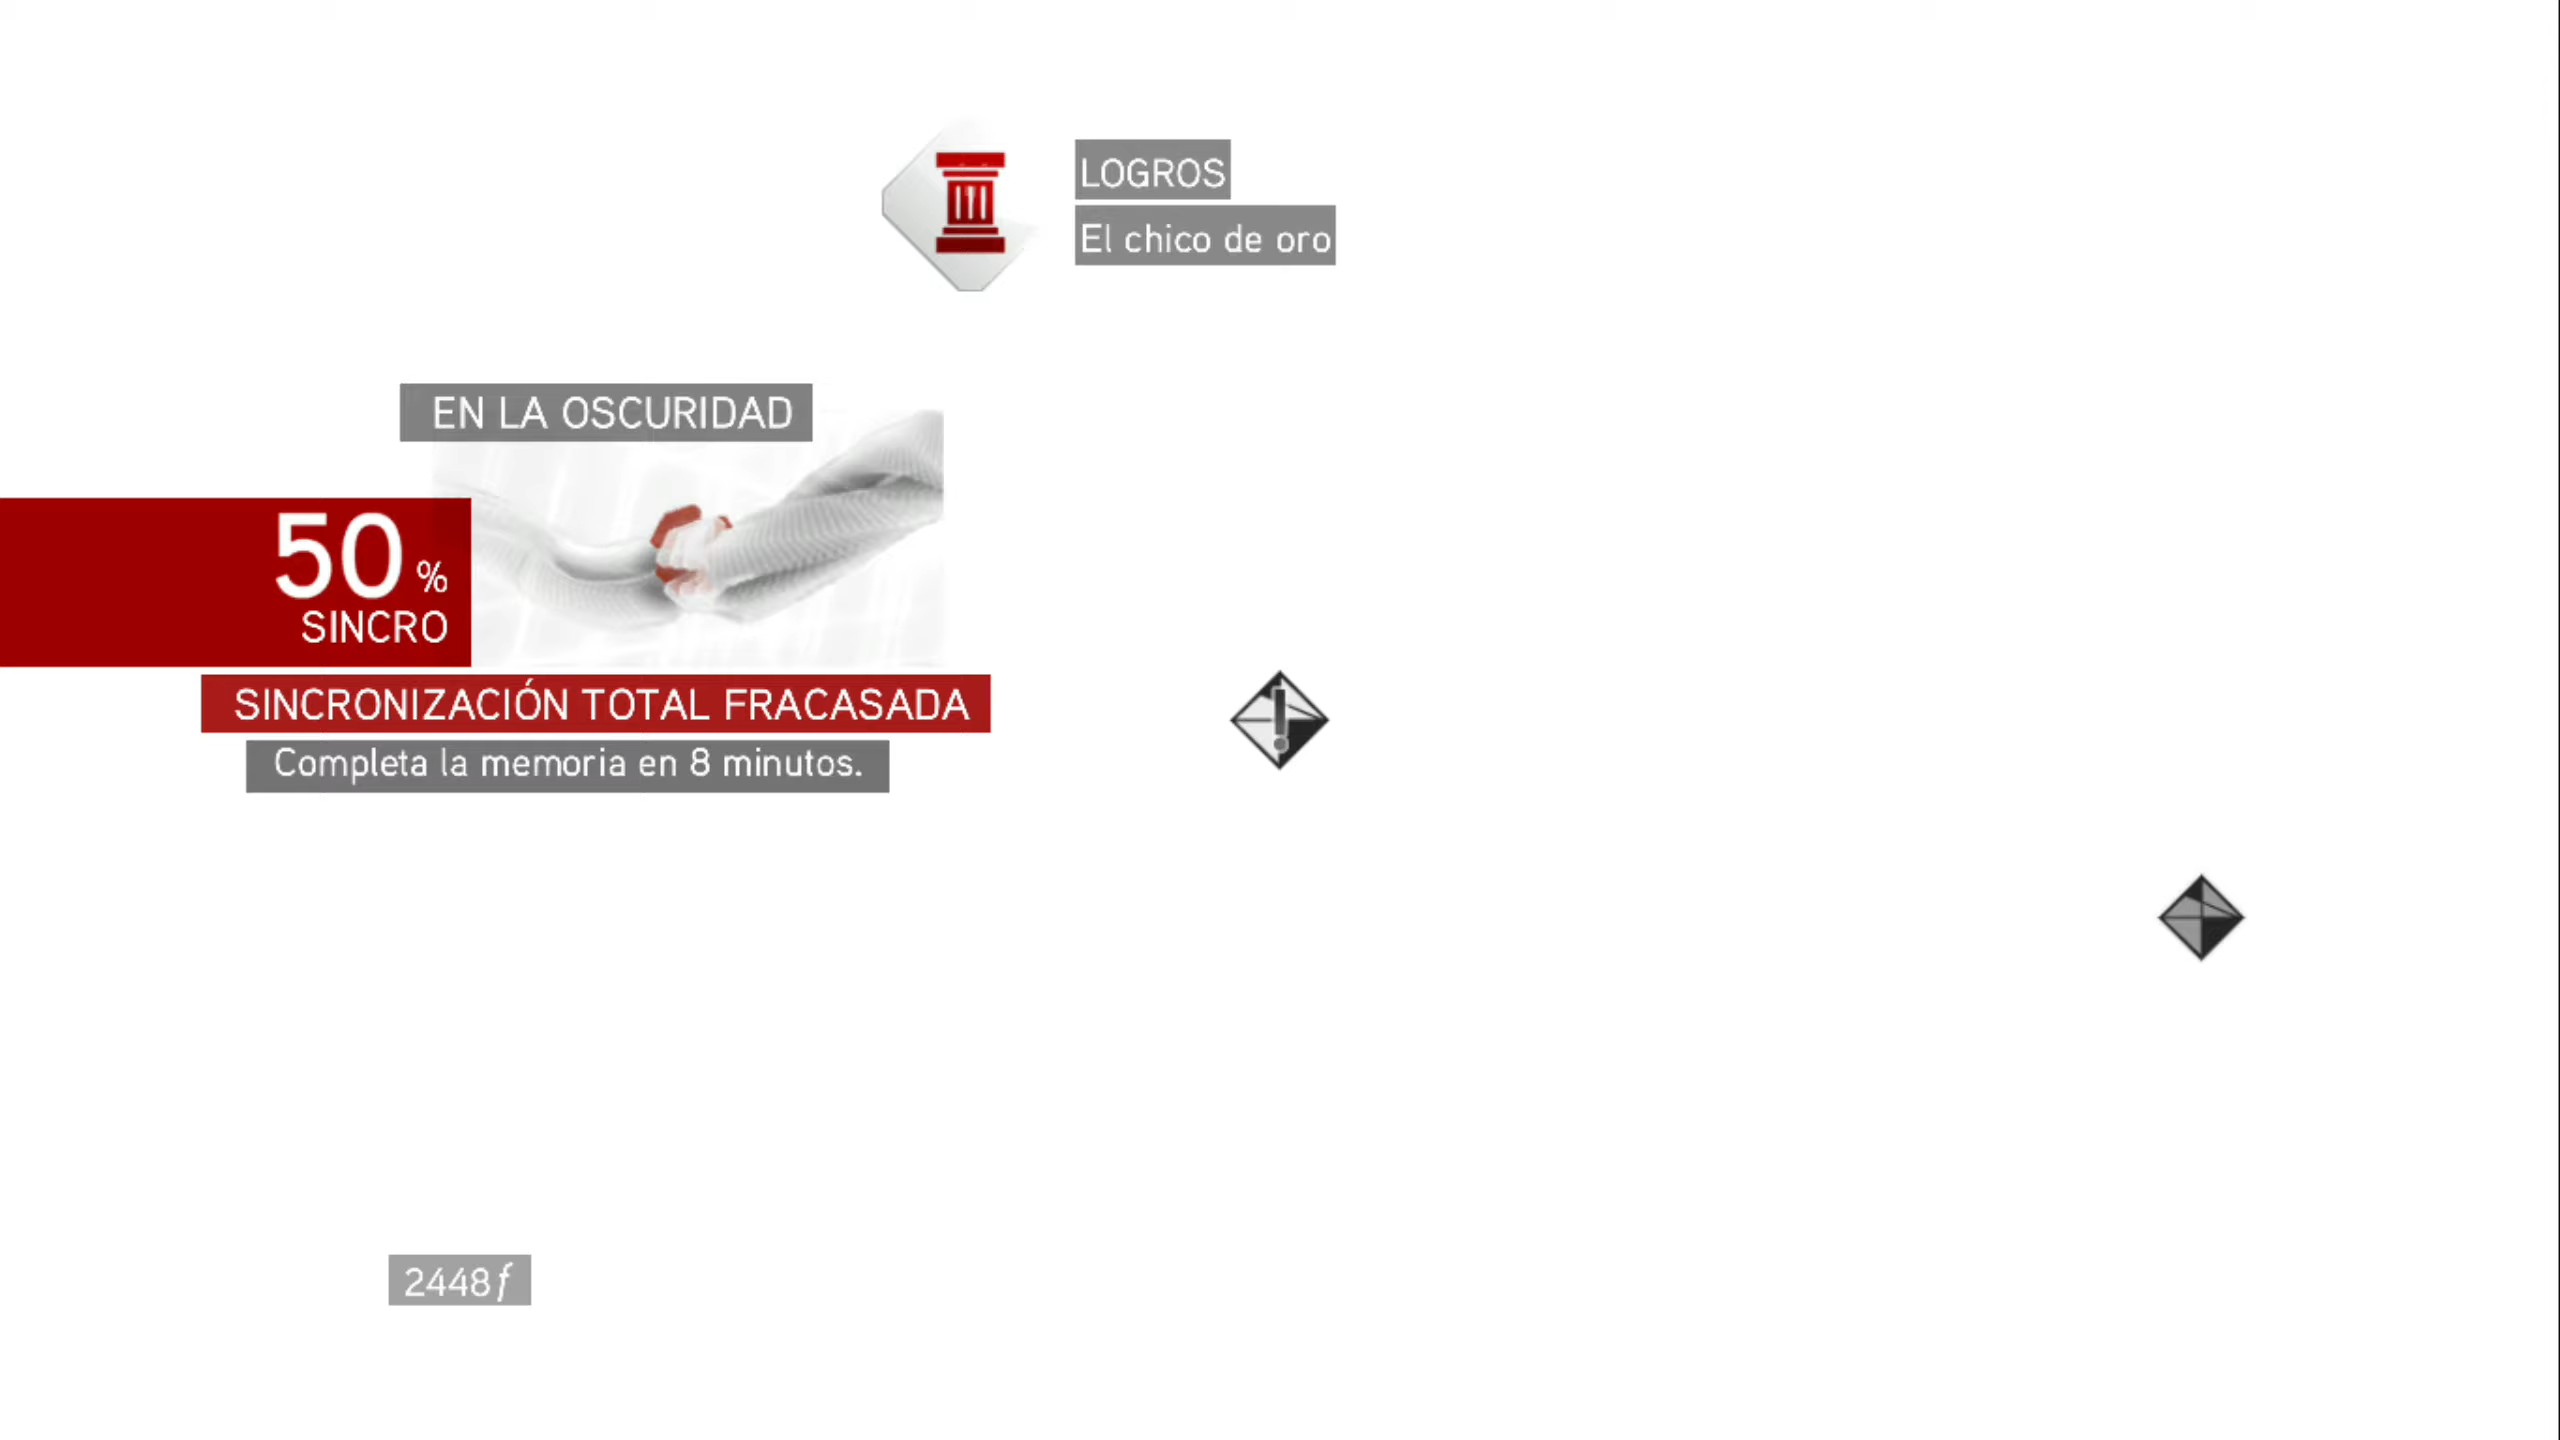 LOGROS
El chico de oro
EN LA OSCURIDAD
50 %
SINCRO
SINCRONIZACIÓN TOTAL FRACASADA
Completa la memoria en 8 minutos.
2448ƒ